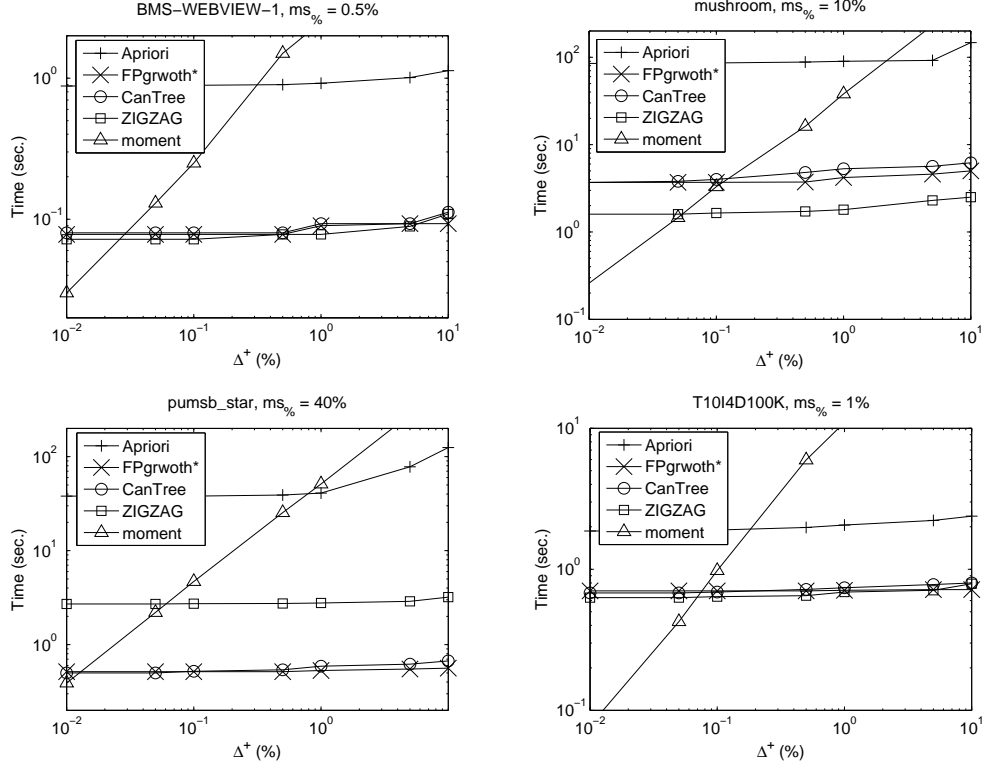 BMS−WEBVIEW−1, ms% = 0.5%
Apriori
FPgrwoth*
CanTree
ZIGZAG
moment
10^0
10^−1
Time (sec.)
10^−2
10^−1
10^0
10^1
Δ+ (%)
mushroom, ms% = 10%
Apriori
FPgrwoth*
CanTree
ZIGZAG
moment
10^2
10^1
10^0
10^−1
Time (sec.)
10^−2
10^−1
10^0
10^1
Δ+ (%)
pumsb_star, ms% = 40%
Apriori
FPgrwoth*
CanTree
ZIGZAG
moment
10^2
10^1
10^0
Time (sec.)
10^−2
10^−1
10^0
10^1
Δ+ (%)
T10I4D100K, ms% = 1%
Apriori
FPgrwoth*
CanTree
ZIGZAG
moment
10^1
10^0
10^−1
Time (sec.)
10^−2
10^−1
10^0
10^1
Δ+ (%)